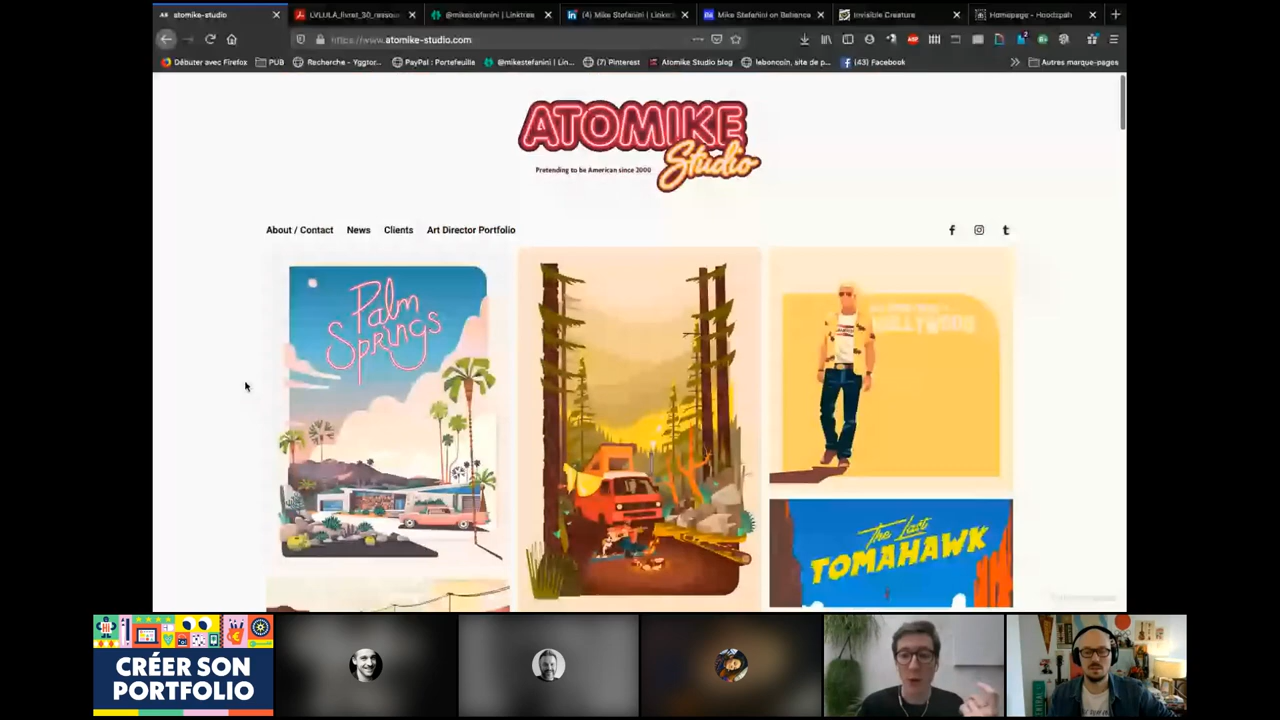 atomike-studio
LVLULA_livret_30_ressou
@mikestefanini | Linktree
(4) Mike Stefanini | Linke
Mike Stefanini on Behance
Invisible Creature
Homepage - Hoodzpah
https://www.atomike-studio.com
Débuter avec Firefox
PUB
Recherche - Yggtor...
PayPal : Portefeuille
@mikestefanini | Lin...
(7) Pinterest
Atomike Studio blog
leboncoin, site de p...
(43) Facebook
Autres marque-pages
ATOMIKE
Studio
Pretending to be American since 2000
About / Contact
News
Clients
Art Director Portfolio
Palm
Springs
The Last
TOMAHAWK
CRÉER SON
PORTFOLIO